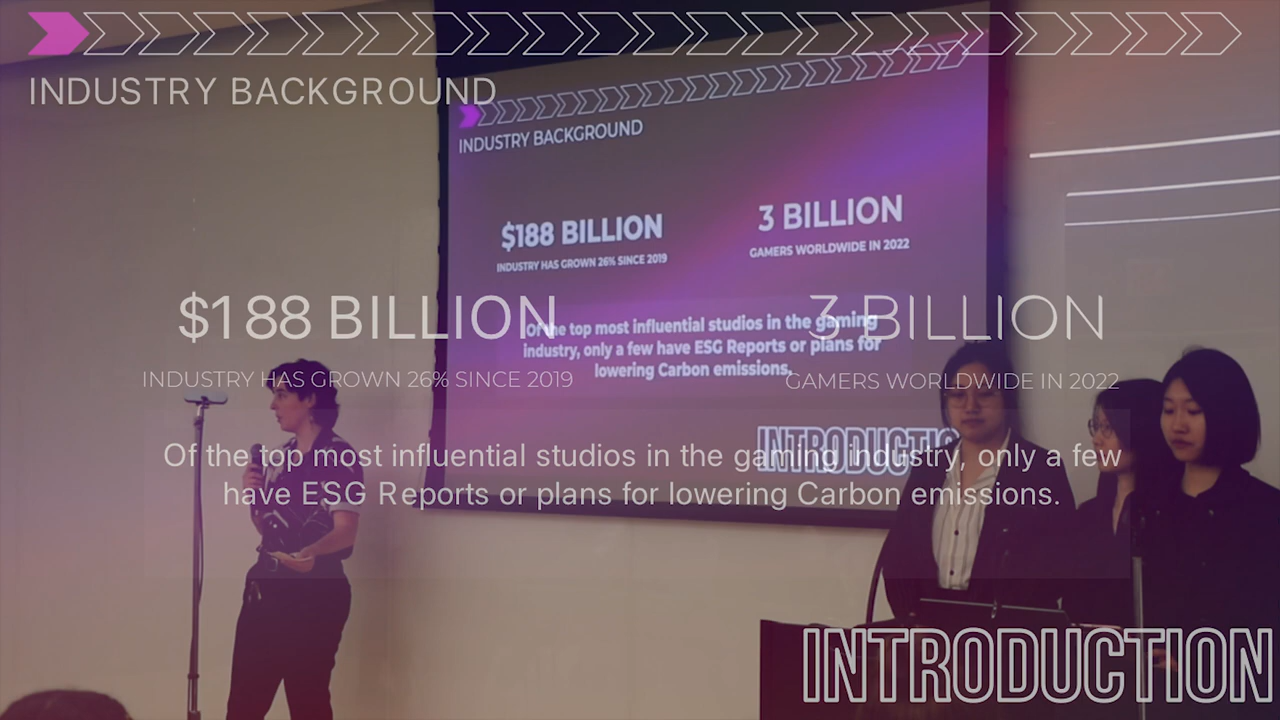 INDUSTRY BACKGROUND
$188 BILLION
INDUSTRY HAS GROWN 26% SINCE 2019
3 BILLION
GAMERS WORLDWIDE IN 2022
Of the top most influential studios in the gaming industry, only a few
have ESG Reports or plans for lowering Carbon emissions.
INTRODUCTION
INDUSTRY BACKGROUND
$188 BILLION
INDUSTRY HAS GROWN 26% SINCE 2019
3 BILLION
GAMERS WORLDWIDE IN 2022
Of the top most influential studios in the gaming
industry, only a few have ESG Reports or plans for
lowering Carbon emissions.
INTRODUCTIO